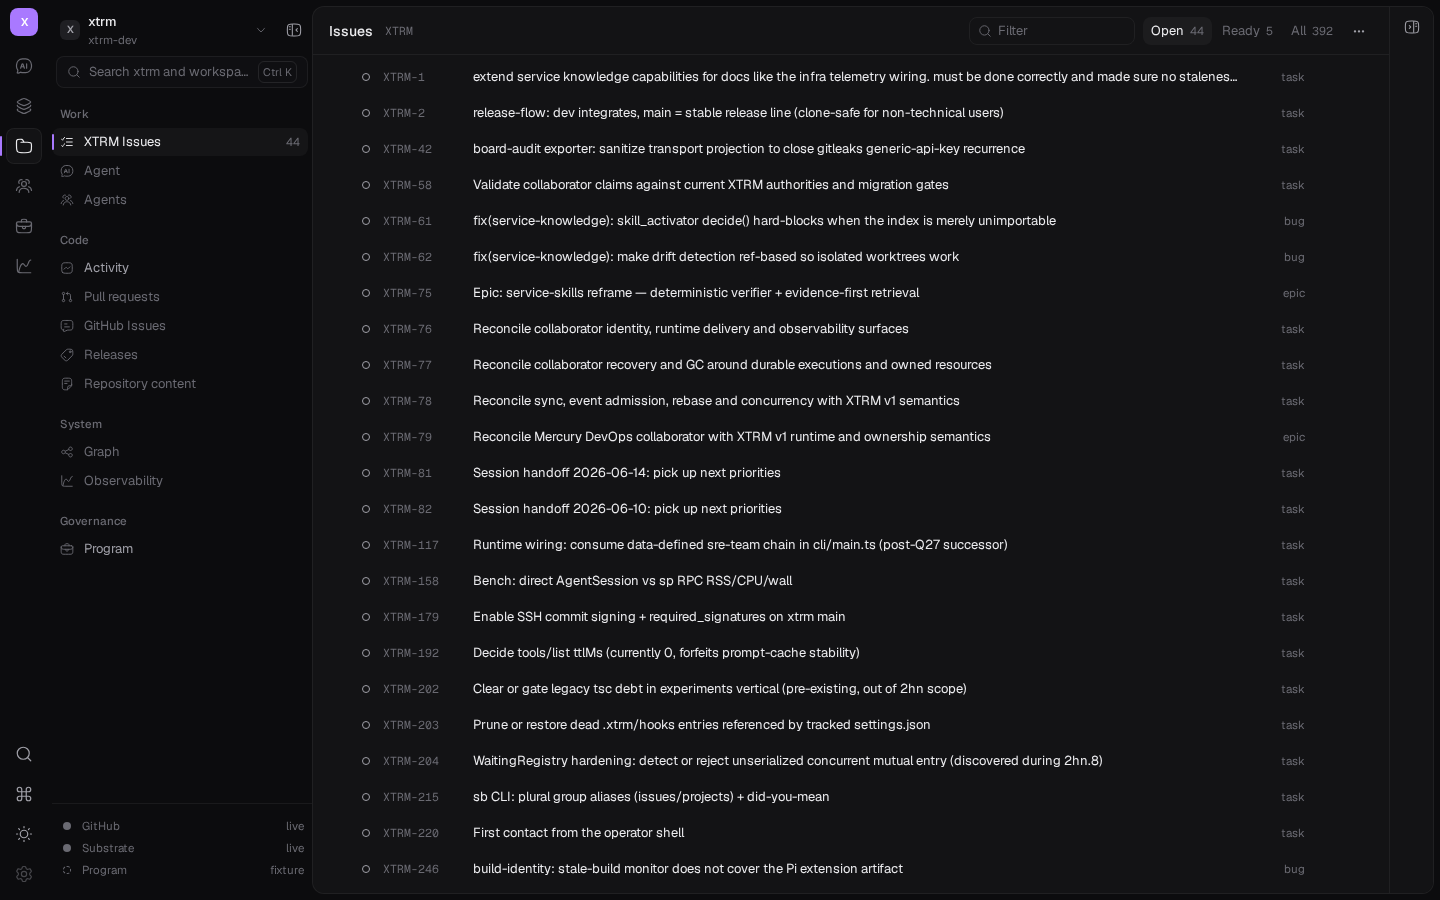 X
X
xtrm
xtrm-dev
Search xtrm and workspa... Ctrl K
Work
XTRM Issues 44
Agent
Agents
Code
Activity
Pull requests
GitHub Issues
Releases
Repository content
System
Graph
Observability
Governance
Program
GitHub live
Substrate live
Program fixture
Issues XTRM
Filter
Open 44 Ready 5 All 392
XTRM-1 extend service knowledge capabilities for docs like the infra telemetry wiring. must be done correctly and made sure no stalenes... task
XTRM-2 release-flow: dev integrates, main = stable release line (clone-safe for non-technical users) task
XTRM-42 board-audit exporter: sanitize transport projection to close gitleaks generic-api-key recurrence task
XTRM-58 Validate collaborator claims against current XTRM authorities and migration gates task
XTRM-61 fix(service-knowledge): skill_activator decide() hard-blocks when the index is merely unimportable bug
XTRM-62 fix(service-knowledge): make drift detection ref-based so isolated worktrees work bug
XTRM-75 Epic: service-skills reframe — deterministic verifier + evidence-first retrieval epic
XTRM-76 Reconcile collaborator identity, runtime delivery and observability surfaces task
XTRM-77 Reconcile collaborator recovery and GC around durable executions and owned resources task
XTRM-78 Reconcile sync, event admission, rebase and concurrency with XTRM v1 semantics task
XTRM-79 Reconcile Mercury DevOps collaborator with XTRM v1 runtime and ownership semantics epic
XTRM-81 Session handoff 2026-06-14: pick up next priorities task
XTRM-82 Session handoff 2026-06-10: pick up next priorities task
XTRM-117 Runtime wiring: consume data-defined sre-team chain in cli/main.ts (post-Q27 successor) task
XTRM-158 Bench: direct AgentSession vs sp RPC RSS/CPU/wall task
XTRM-179 Enable SSH commit signing + required_signatures on xtrm main task
XTRM-192 Decide tools/list ttlMs (currently 0, forfeits prompt-cache stability) task
XTRM-202 Clear or gate legacy tsc debt in experiments vertical (pre-existing, out of 2hn scope) task
XTRM-203 Prune or restore dead .xtrm/hooks entries referenced by tracked settings.json task
XTRM-204 WaitingRegistry hardening: detect or reject unserialized concurrent mutual entry (discovered during 2hn.8) task
XTRM-215 sb CLI: plural group aliases (issues/projects) + did-you-mean task
XTRM-220 First contact from the operator shell task
XTRM-246 build-identity: stale-build monitor does not cover the Pi extension artifact bug